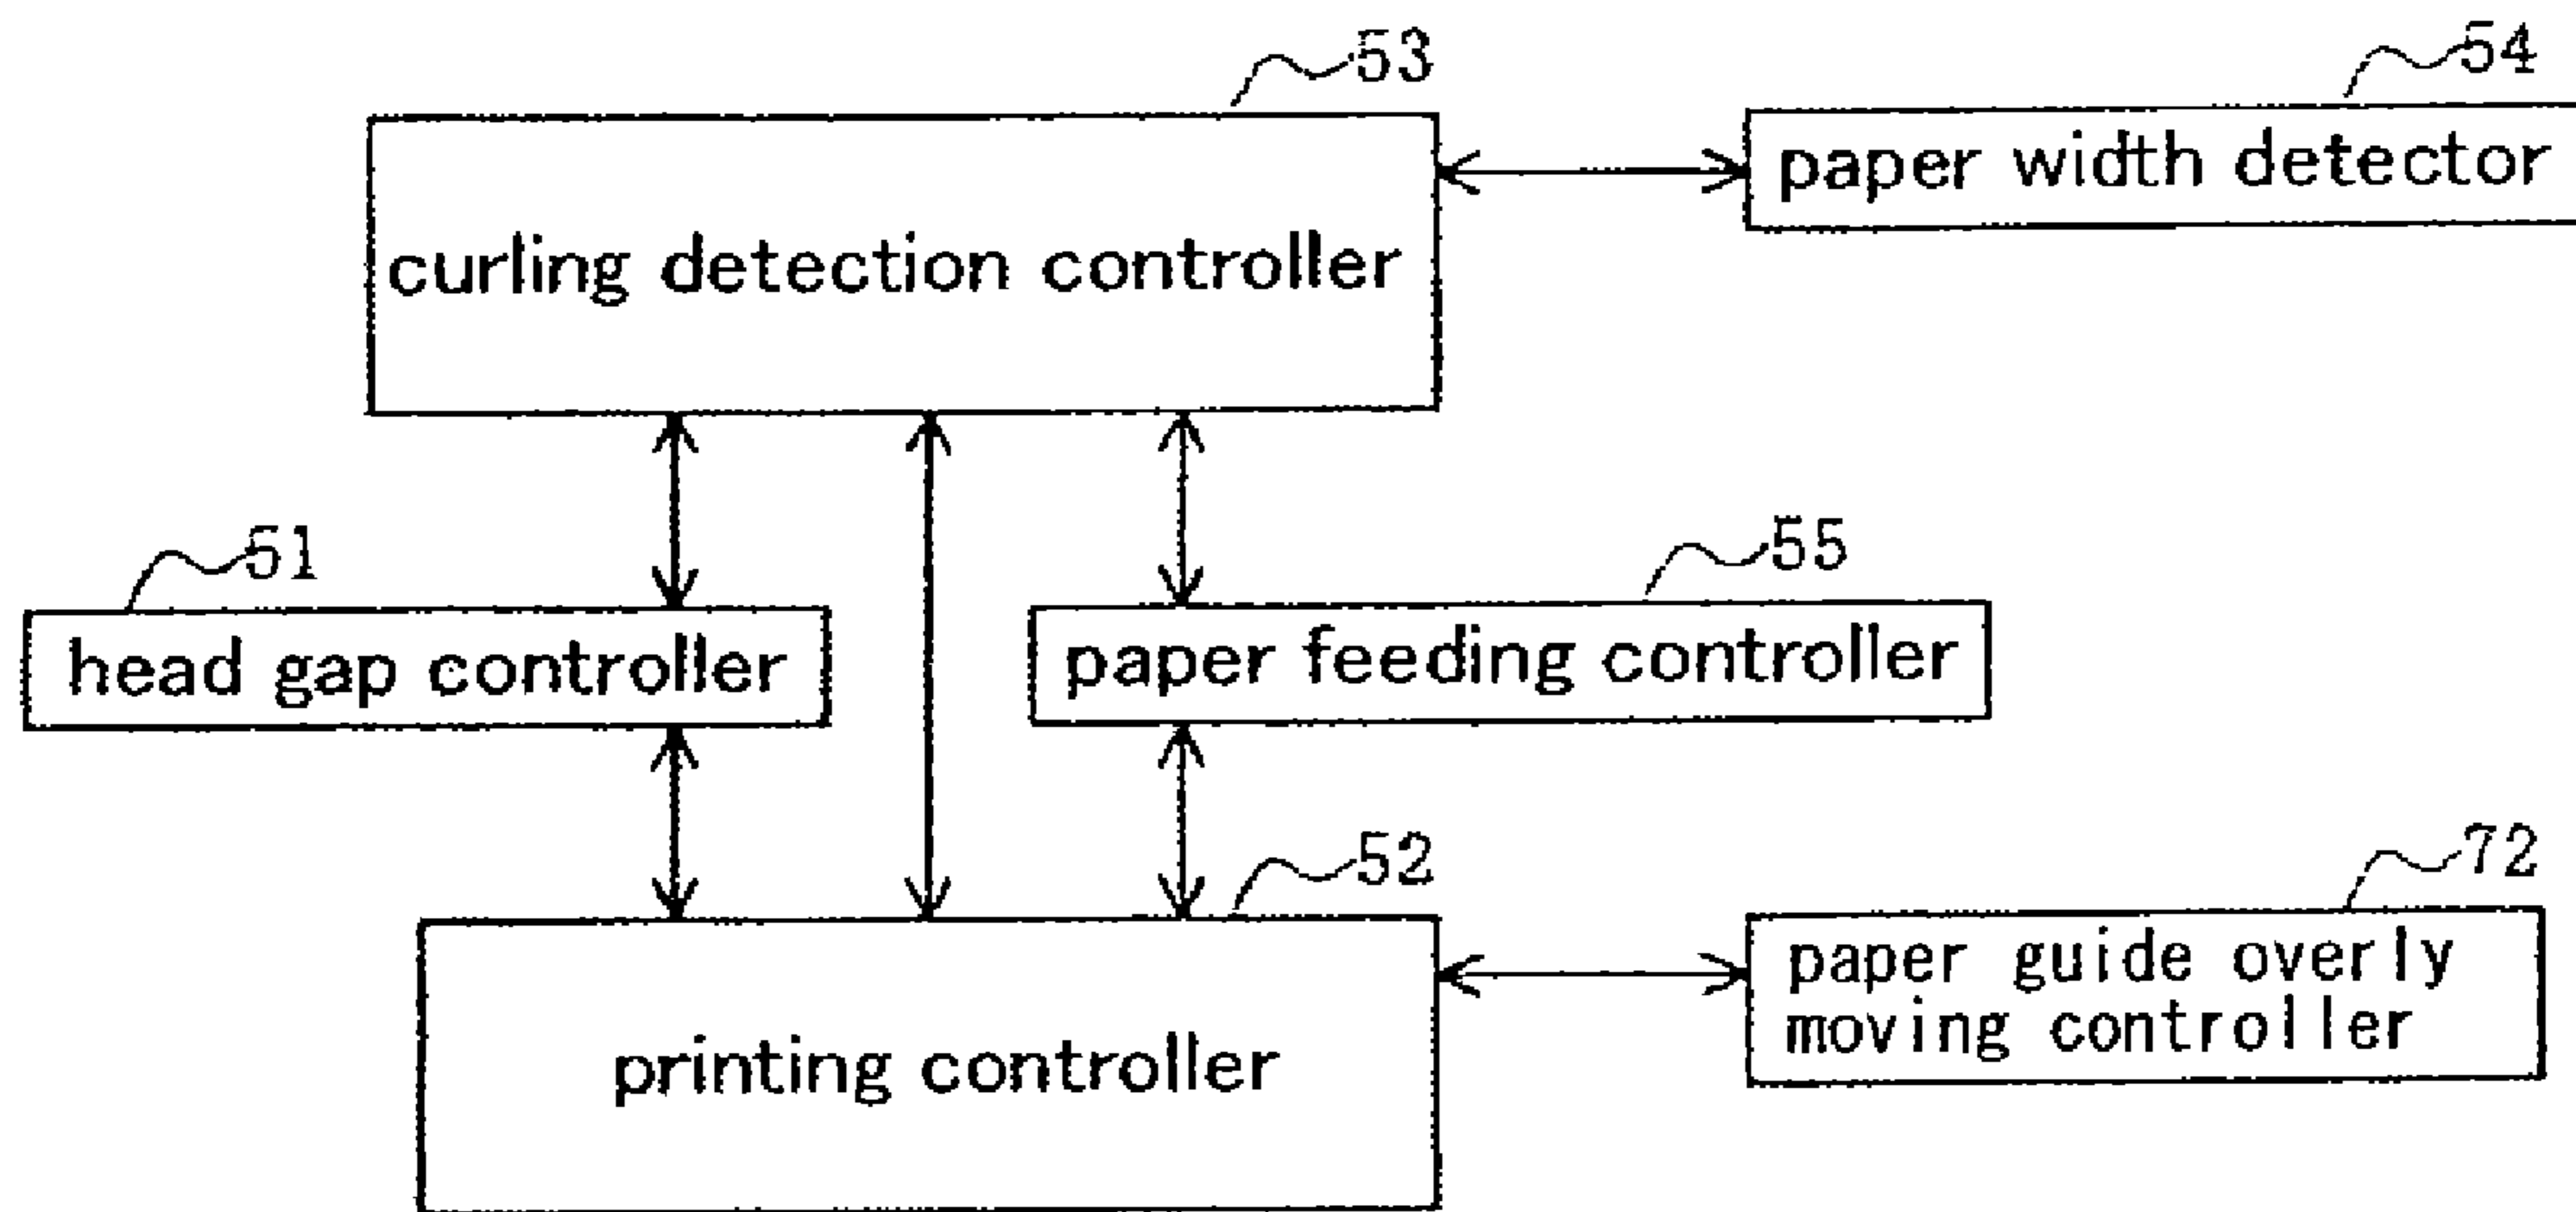 53
54
curling detection controller
paper width detector
51
55
head gap controller
paper feeding controller
52
72
printing controller
paper guide overly
moving controller